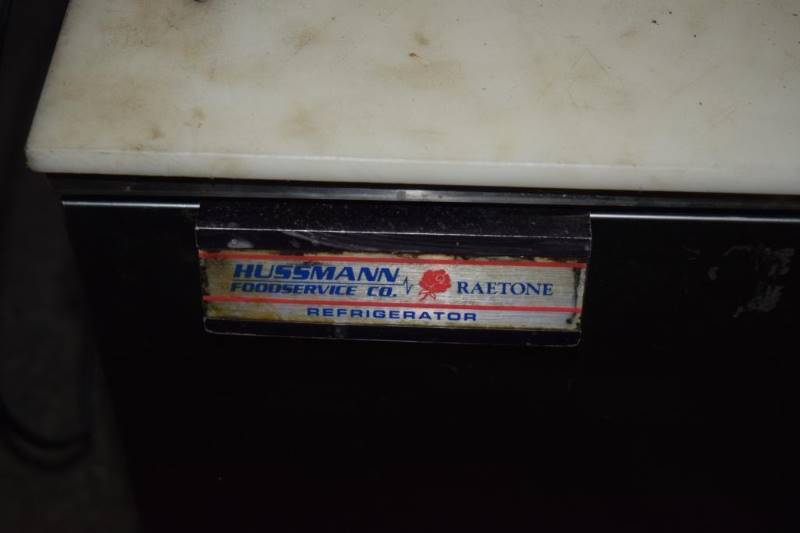 HUSSMANN
FOODSERVICE CO. RAETONE
REFRIGERATOR